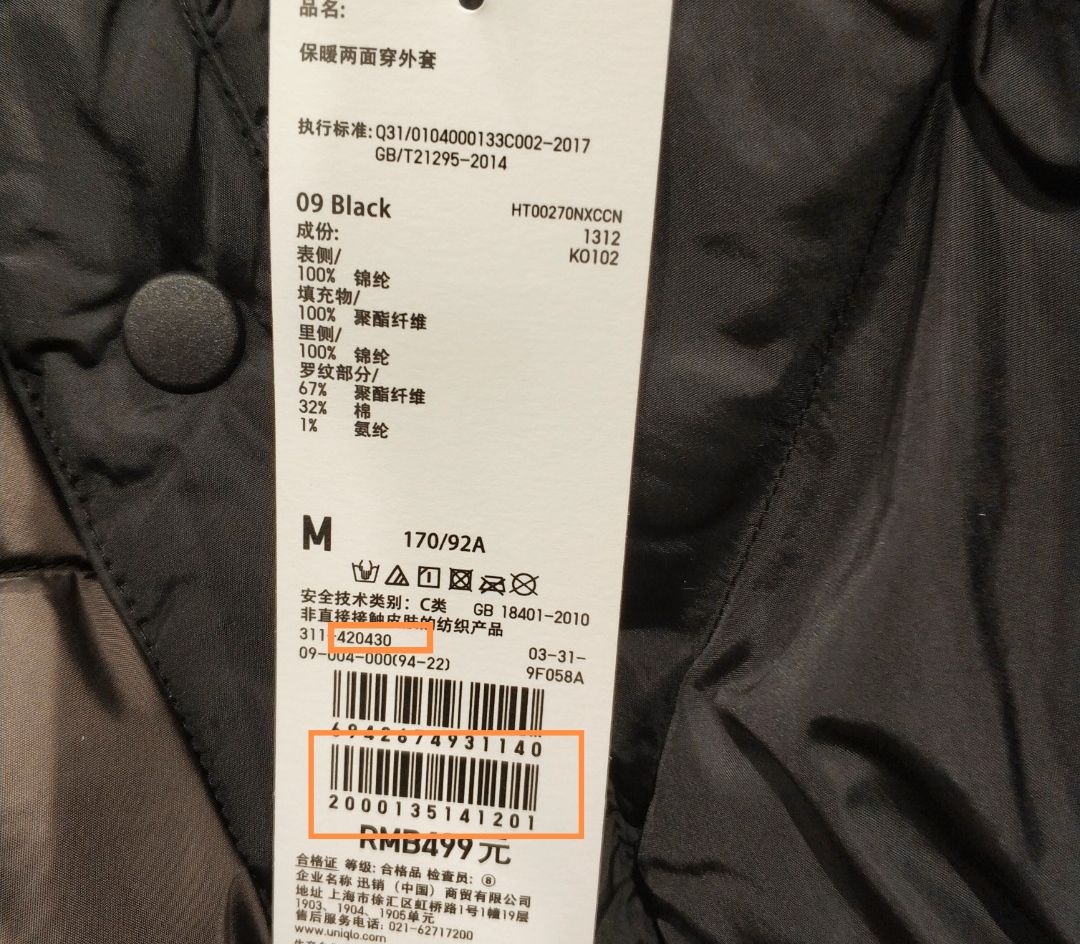 品名:
保暖两面穿外套
执行标准:Q31/0104000133C002-2017
GB/T21295-2014
09 Black HT00270NXCCN
成份: 1312
表侧/ KO102
100% 锦纶
填充物/
100% 聚酯纤维
里侧/
100% 锦纶
罗纹部分/
67% 聚酯纤维
32% 棉
1% 氨纶
M 170/92A
安全技术类别: C类 GB 18401-2010
非直接接触皮肤的纺织产品
311-420430
09-004-000(94-22) 03-31-
9F058A
6942674931140
2000135141201
RMB499元
合格证 等级: 合格品 检查员: ⑧
企业名称 迅销（中国）商贸有限公司
地址 上海市徐汇区虹桥路1号1幢19层
1903、1904、1905单元
售后服务电话: 021-62717200
www.uniqlo.com